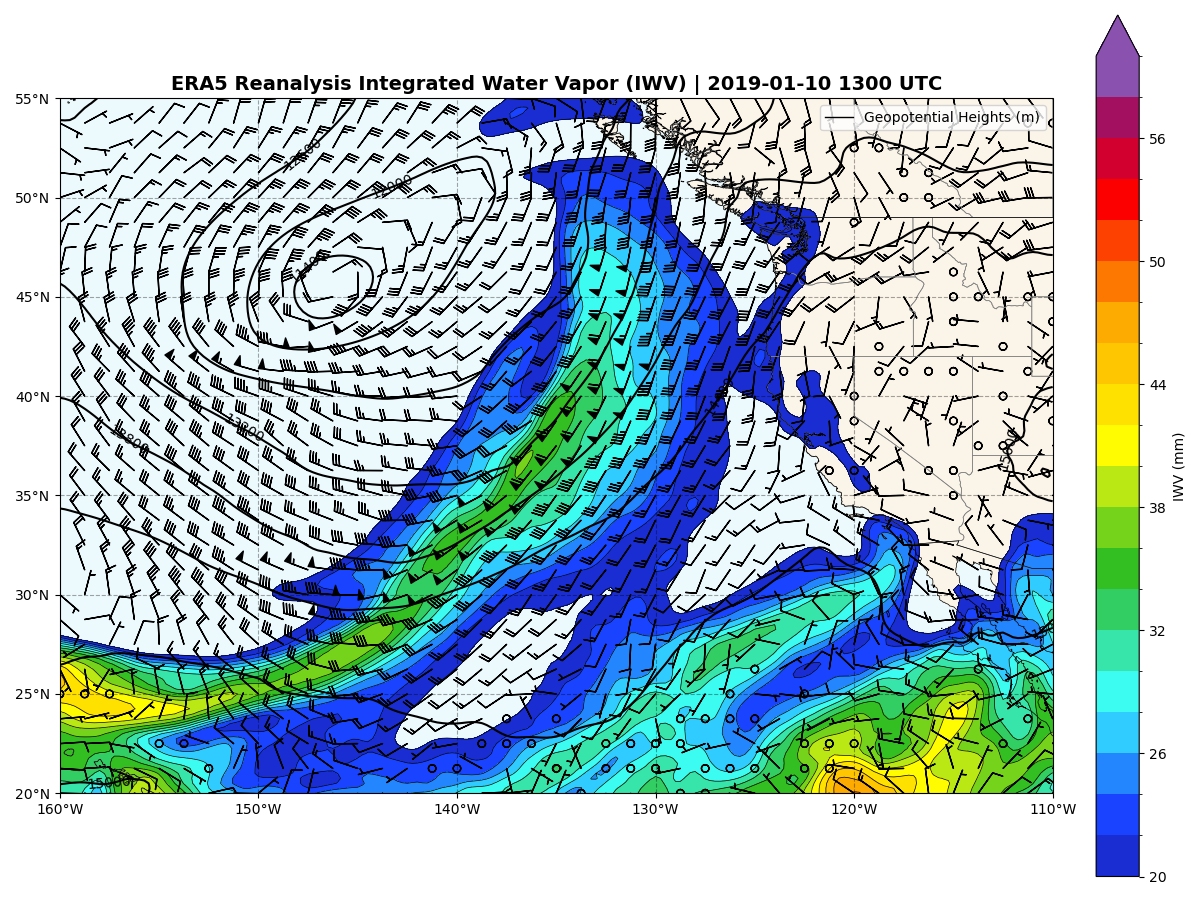 ERA5 Reanalysis Integrated Water Vapor (IWV) | 2019-01-10 1300 UTC
Geopotential Heights (m)
55°N
50°N
45°N
40°N
35°N
30°N
25°N
20°N
160°W
150°W
140°W
130°W
120°W
110°W
56
50
44
38
32
26
20
IWV (mm)